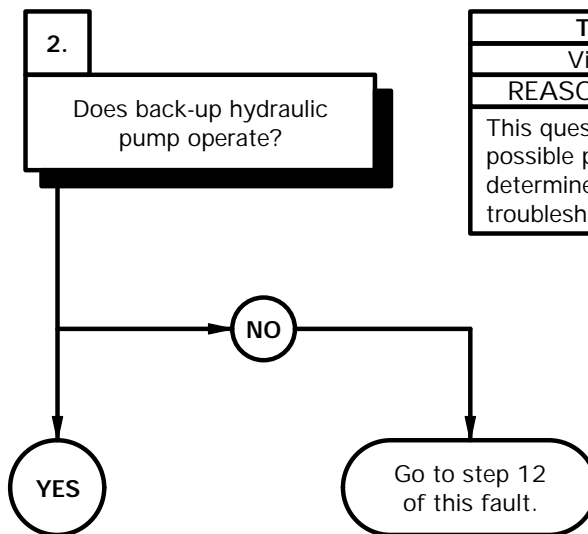 2.
Does back-up hydraulic
pump operate?
REASO
This ques
possible p
determine
troublesh
NO
YES
Go to step 12
of this fault.